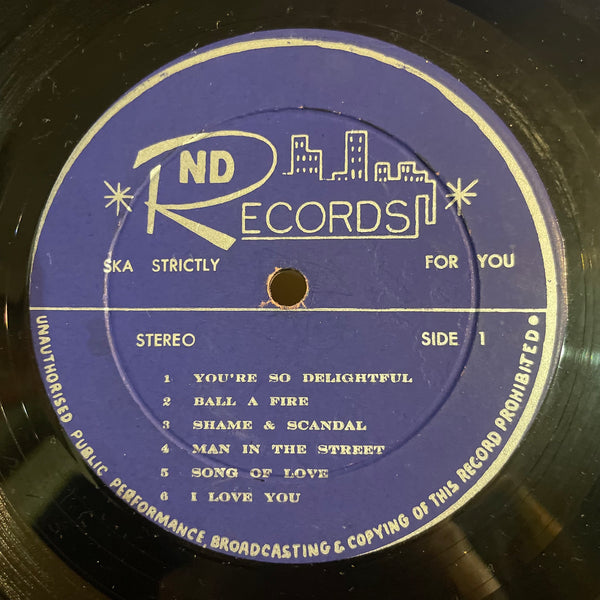 ND
RECORDS
SKA STRICTLY FOR YOU
STEREO SIDE 1
1 YOU'RE SO DELIGHTFUL
2 BALL A FIRE
3 SHAME & SCANDAL
4 MAN IN THE STREET
5 SONG OF LOVE
6 I LOVE YOU
UNAUTHORISED PUBLIC PERFORMANCE, BROADCASTING & COPYING OF THIS RECORD PROHIBITED